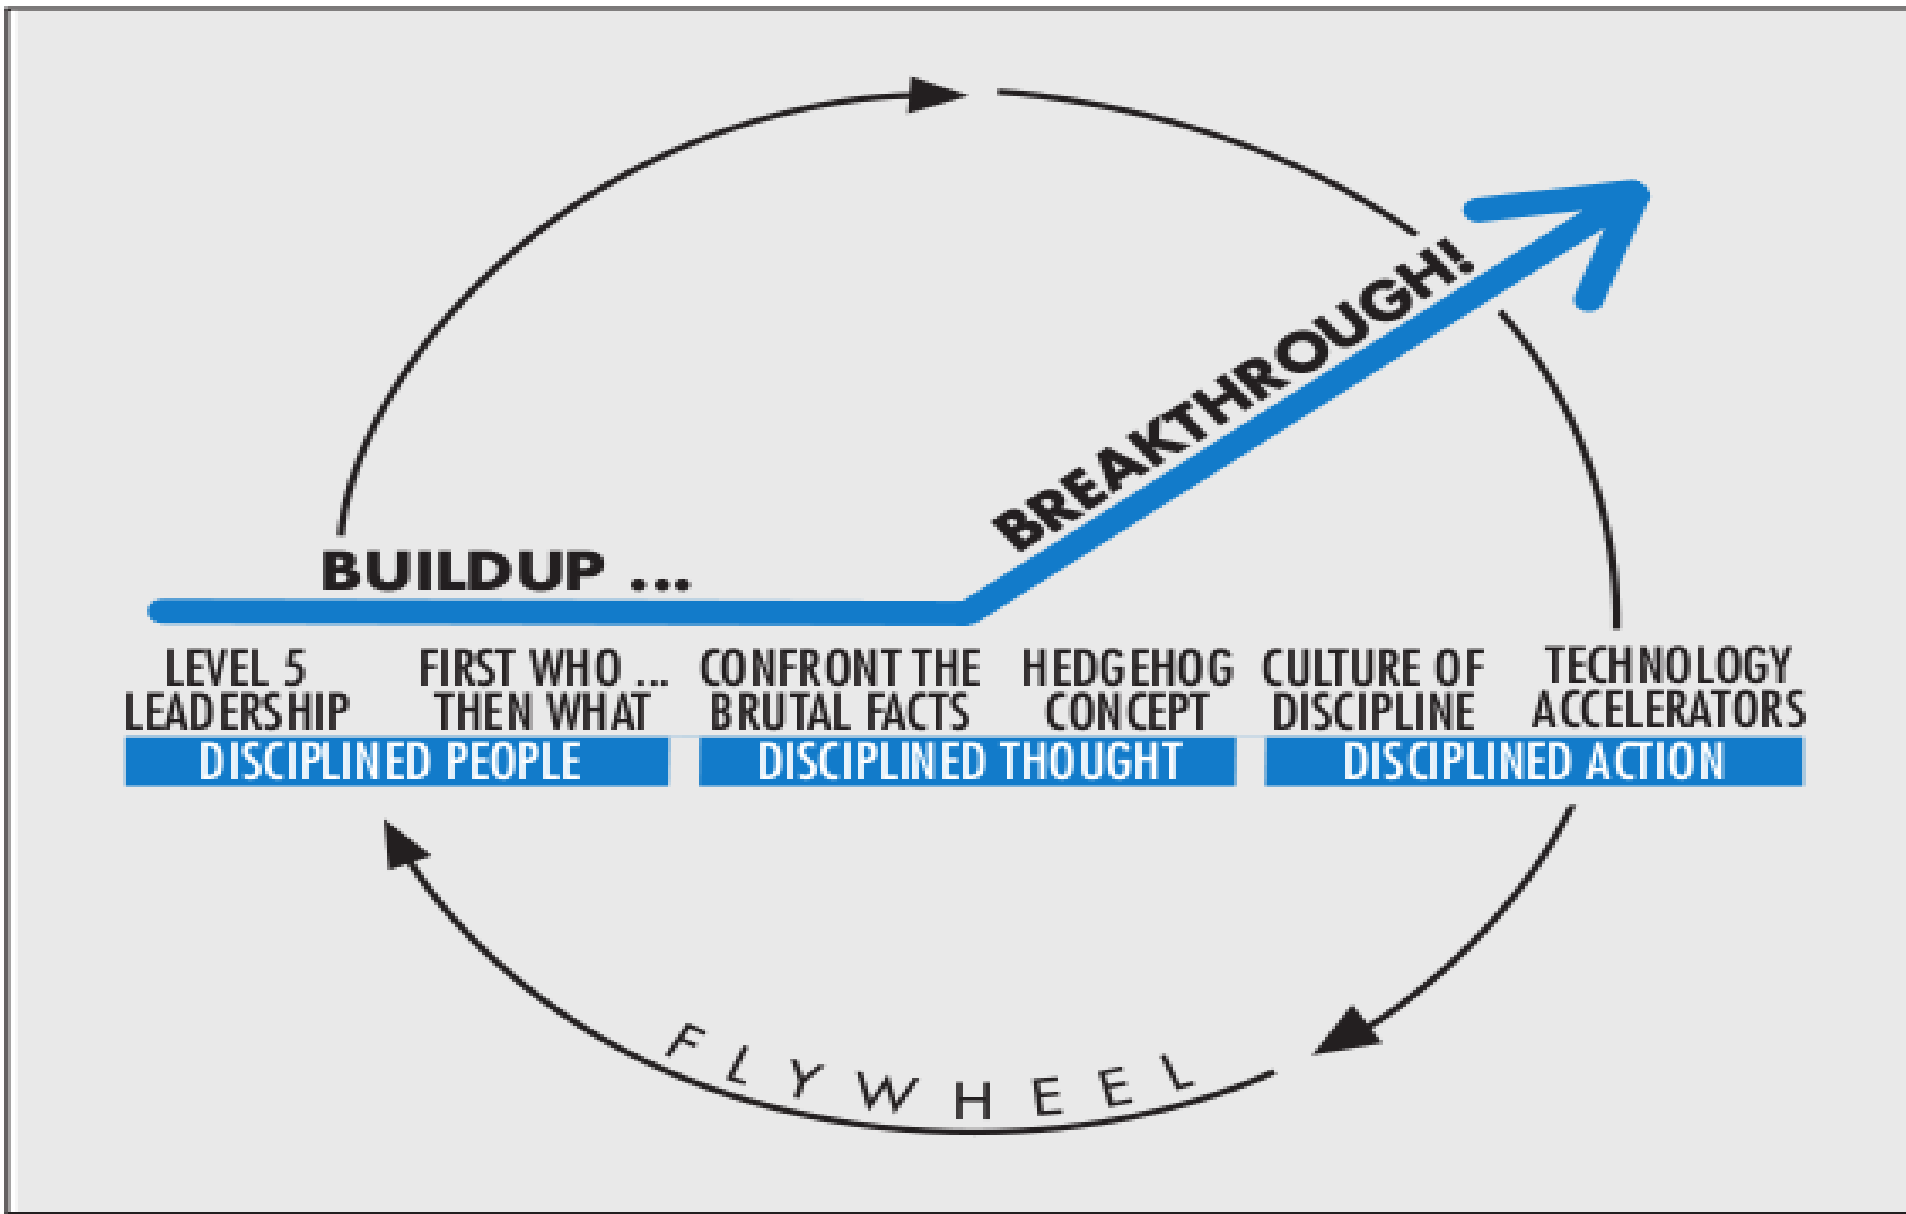 BREAKTHROUGH!
BUILDUP ...
LEVEL 5
LEADERSHIP
FIRST WHO ...
THEN WHAT
CONFRONT THE
BRUTAL FACTS
HEDGEHOG
CONCEPT
CULTURE OF
DISCIPLINE
TECHNOLOGY
ACCELERATORS
DISCIPLINED PEOPLE
DISCIPLINED THOUGHT
DISCIPLINED ACTION
FLYWHEEL